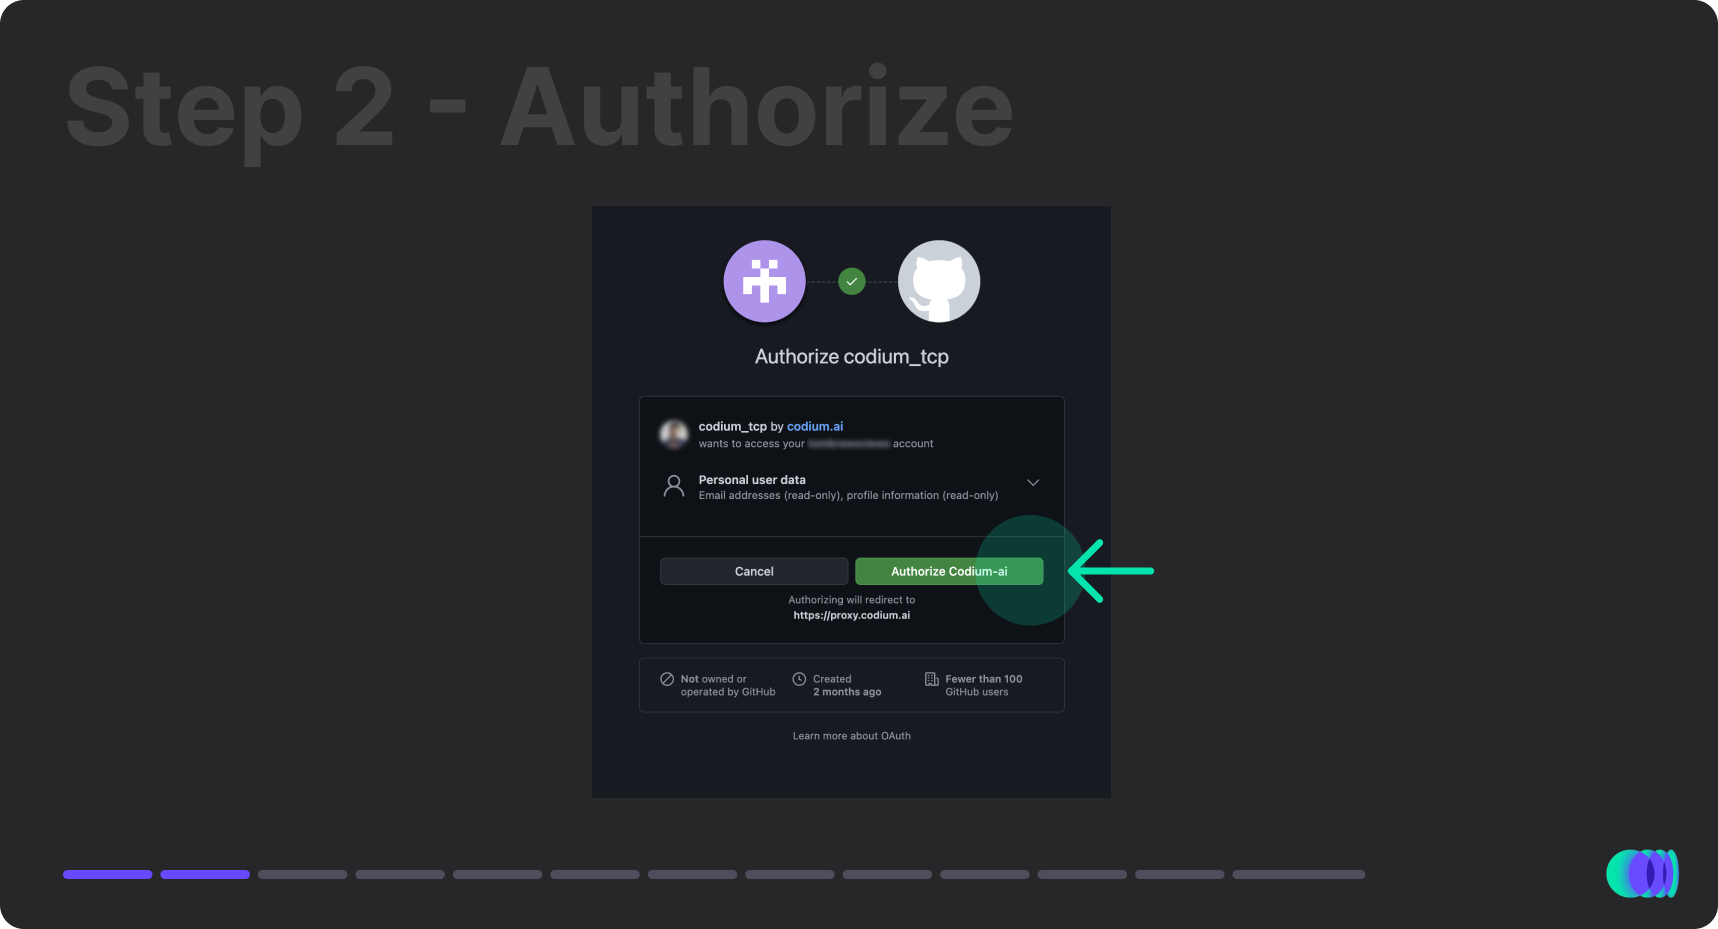 Step 2 - Authorize
Authorize codium_tcp
codium_tcp by codium.ai
wants to access your account
Personal user data
Email addresses (read-only), profile information (read-only)
Cancel
Authorize Codium-ai
Authorizing will redirect to
https://proxy.codium.ai
Not owned or
operated by GitHub
Created
2 months ago
Fewer than 100
GitHub users
Learn more about OAuth